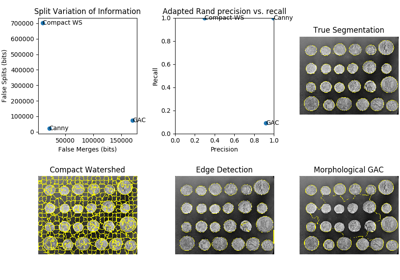 Split Variation of Information
Adapted Rand precision vs. recall
True Segmentation
700000
600000
500000
400000
300000
200000
100000
0
False Splits (bits)
Compact WS
Canny
GAC
50000
100000
150000
False Merges (bits)
1.0
0.8
0.6
0.4
0.2
0.0
Recall
Compact WS
Canny
GAC
0.0
0.2
0.4
0.6
0.8
1.0
Precision
Compact Watershed
Edge Detection
Morphological GAC